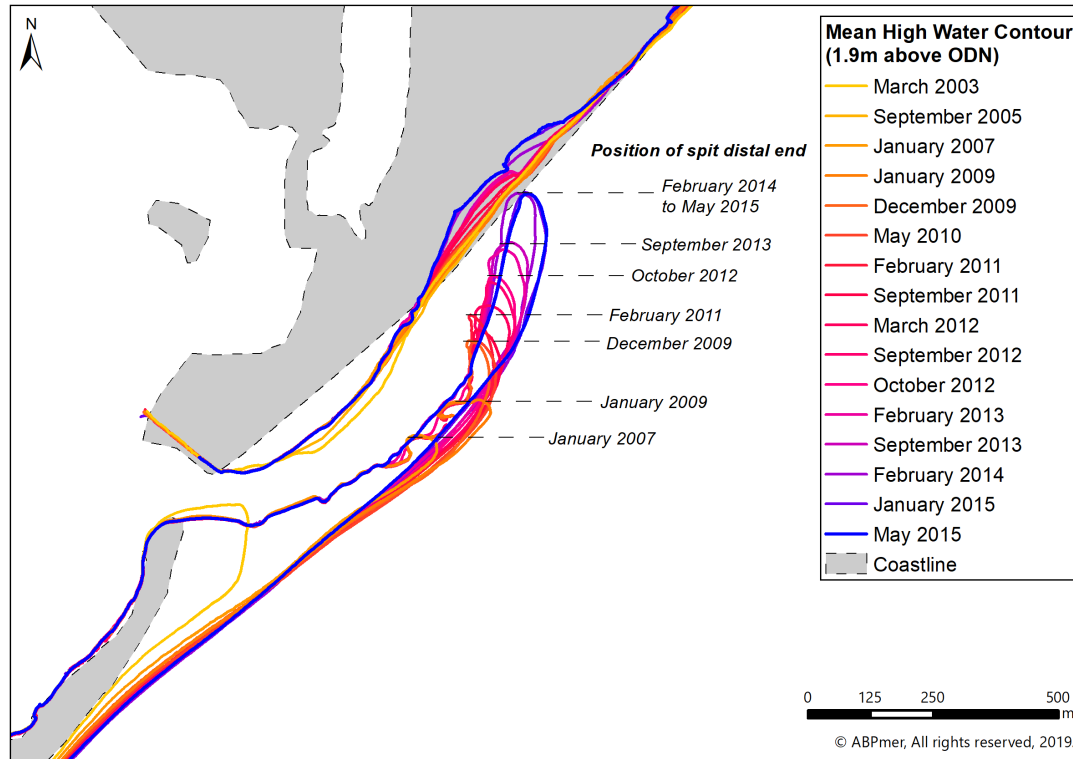 N
Position of spit distal end
February 2014
to May 2015
September 2013
October 2012
February 2011
December 2009
January 2009
January 2007
Mean High Water Contour
(1.9m above ODN)
March 2003
September 2005
January 2007
January 2009
December 2009
May 2010
February 2011
September 2011
March 2012
September 2012
October 2012
February 2013
September 2013
February 2014
January 2015
May 2015
Coastline
0 125 250 500
m
© ABPmer, All rights reserved, 2019.